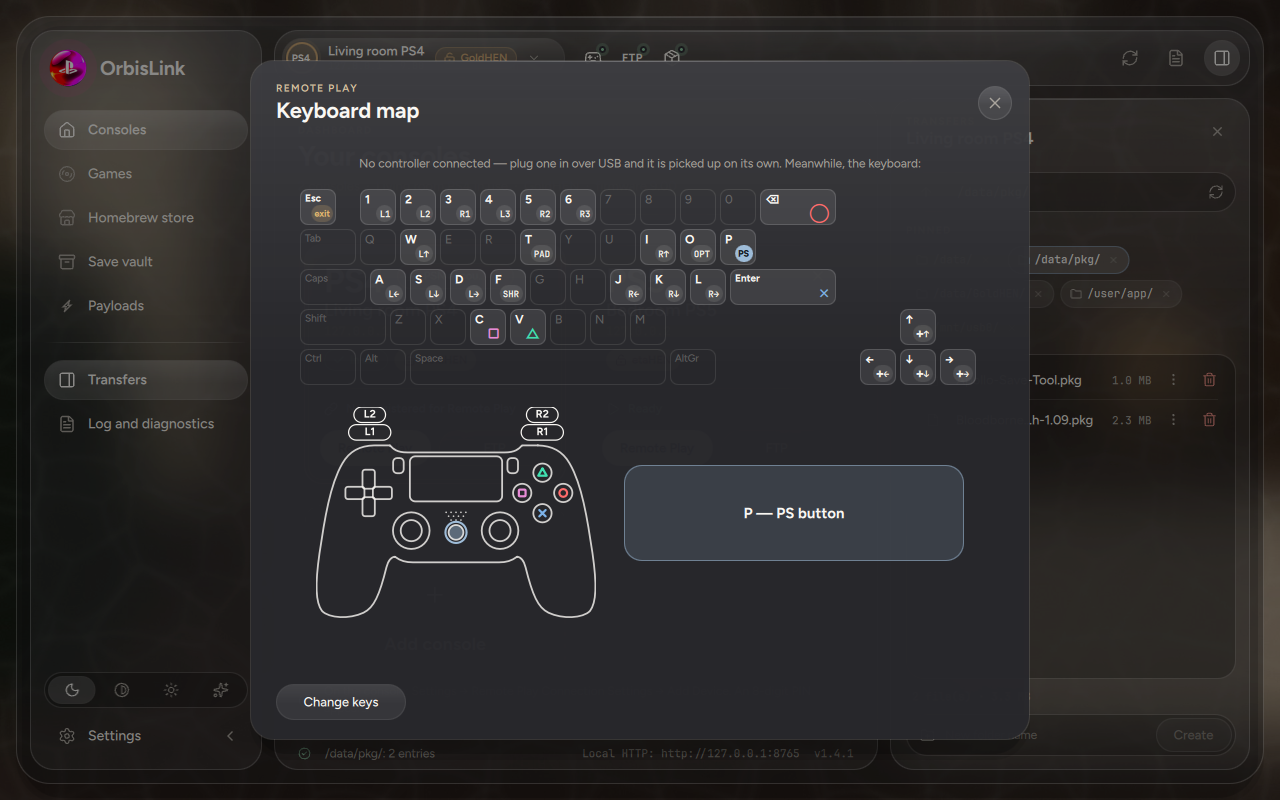 OrbisLink
Consoles
Games
Homebrew store
Save vault
Payloads
Transfers
Log and diagnostics
Settings
PS4
Living room PS4
GoldHEN
FTP
REMOTE PLAY
Keyboard map
No controller connected — plug one in over USB and it is picked up on its own. Meanwhile, the keyboard:
Esc exit 1 L1 2 L2 3 R1 4 L3 5 R2 6 R3 7 8 9 0
Tab Q W L↑ E R T PAD Y U I R↑ O OPT P PS
Caps A L← S L↓ D L→ F SHR G H J R← K R↓ L R→ Enter
Shift Z X C V B N M
Ctrl Alt Space AltGr
L2 R2
L1 R1
P — PS button
Change keys
Living room PS4
/data/pkg/
/user/app/
-Tool.pkg 1.0 MB
h-1.09.pkg 2.3 MB
Create
/data/pkg/: 2 entries
Local HTTP: http://127.0.0.1:8765 v1.4.1